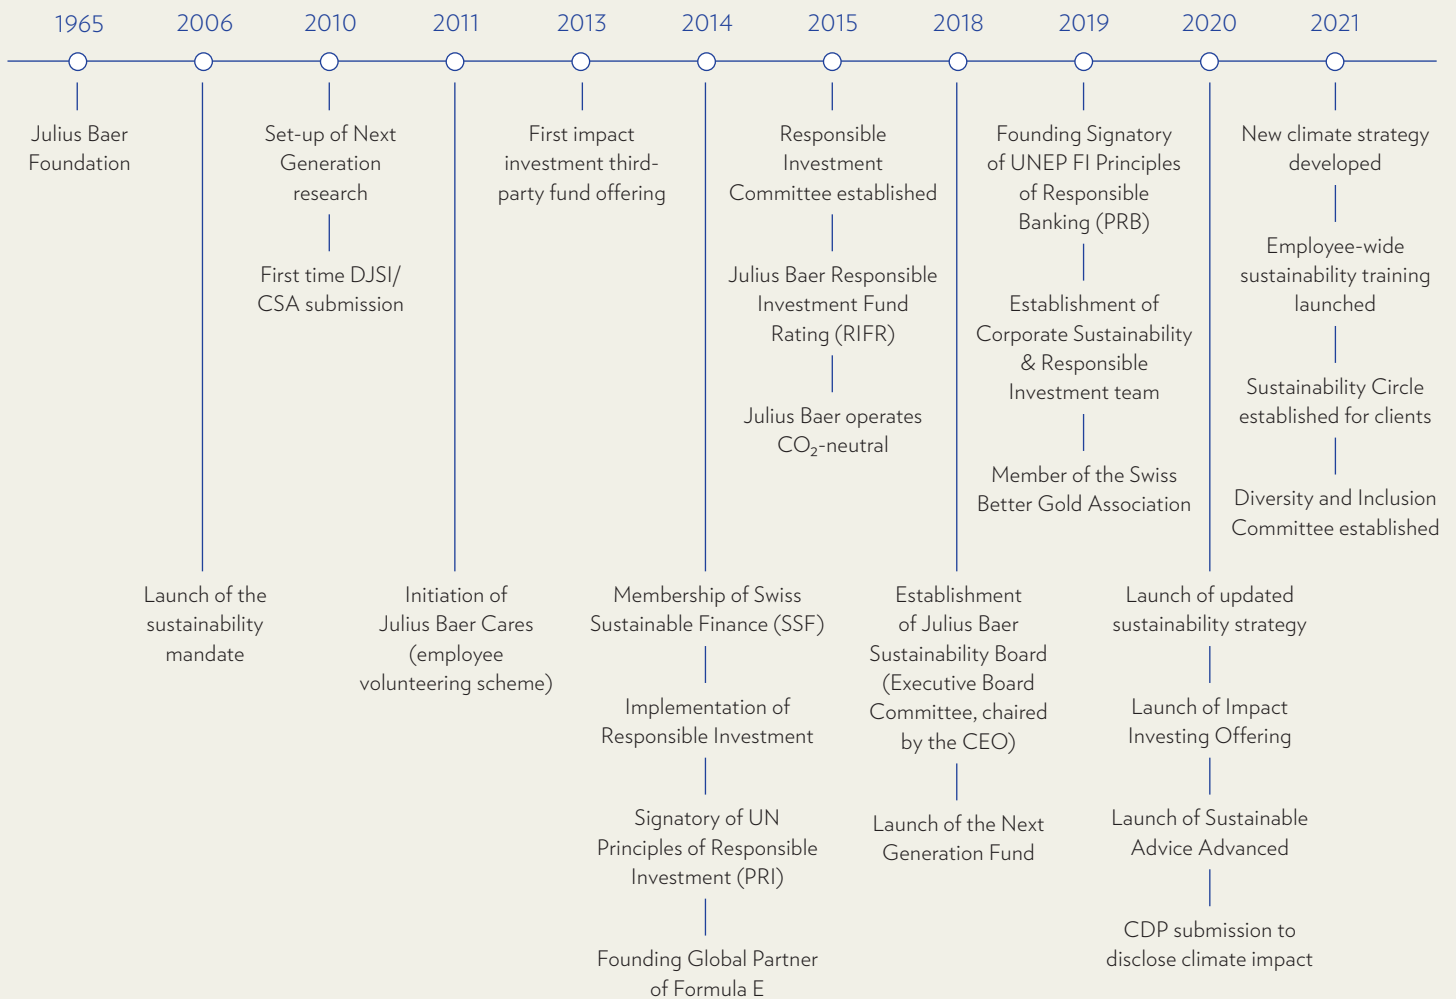 1965
2006
2010
2011
2013
2014
2015
2018
2019
2020
2021
Julius Baer
Foundation
Set-up of Next
Generation
research
First time DJSI/
CSA submission
First impact
investment third-
party fund offering
Responsible
Investment
Committee established
Julius Baer Responsible
Investment Fund
Rating (RIFR)
Julius Baer operates
CO₂-neutral
Founding Signatory
of UNEP FI Principles
of Responsible
Banking (PRB)
Establishment of
Corporate Sustainability
& Responsible
Investment team
Member of the Swiss
Better Gold Association
New climate strategy
developed
Employee-wide
sustainability training
launched
Sustainability Circle
established for clients
Diversity and Inclusion
Committee established
Launch of the
sustainability
mandate
Initiation of
Julius Baer Cares
(employee
volunteering scheme)
Membership of Swiss
Sustainable Finance (SSF)
Implementation of
Responsible Investment
Signatory of UN
Principles of Responsible
Investment (PRI)
Founding Global Partner
of Formula E
Establishment
of Julius Baer
Sustainability Board
(Executive Board
Committee, chaired
by the CEO)
Launch of the Next
Generation Fund
Launch of updated
sustainability strategy
Launch of Impact
Investing Offering
Launch of Sustainable
Advice Advanced
CDP submission to
disclose climate impact